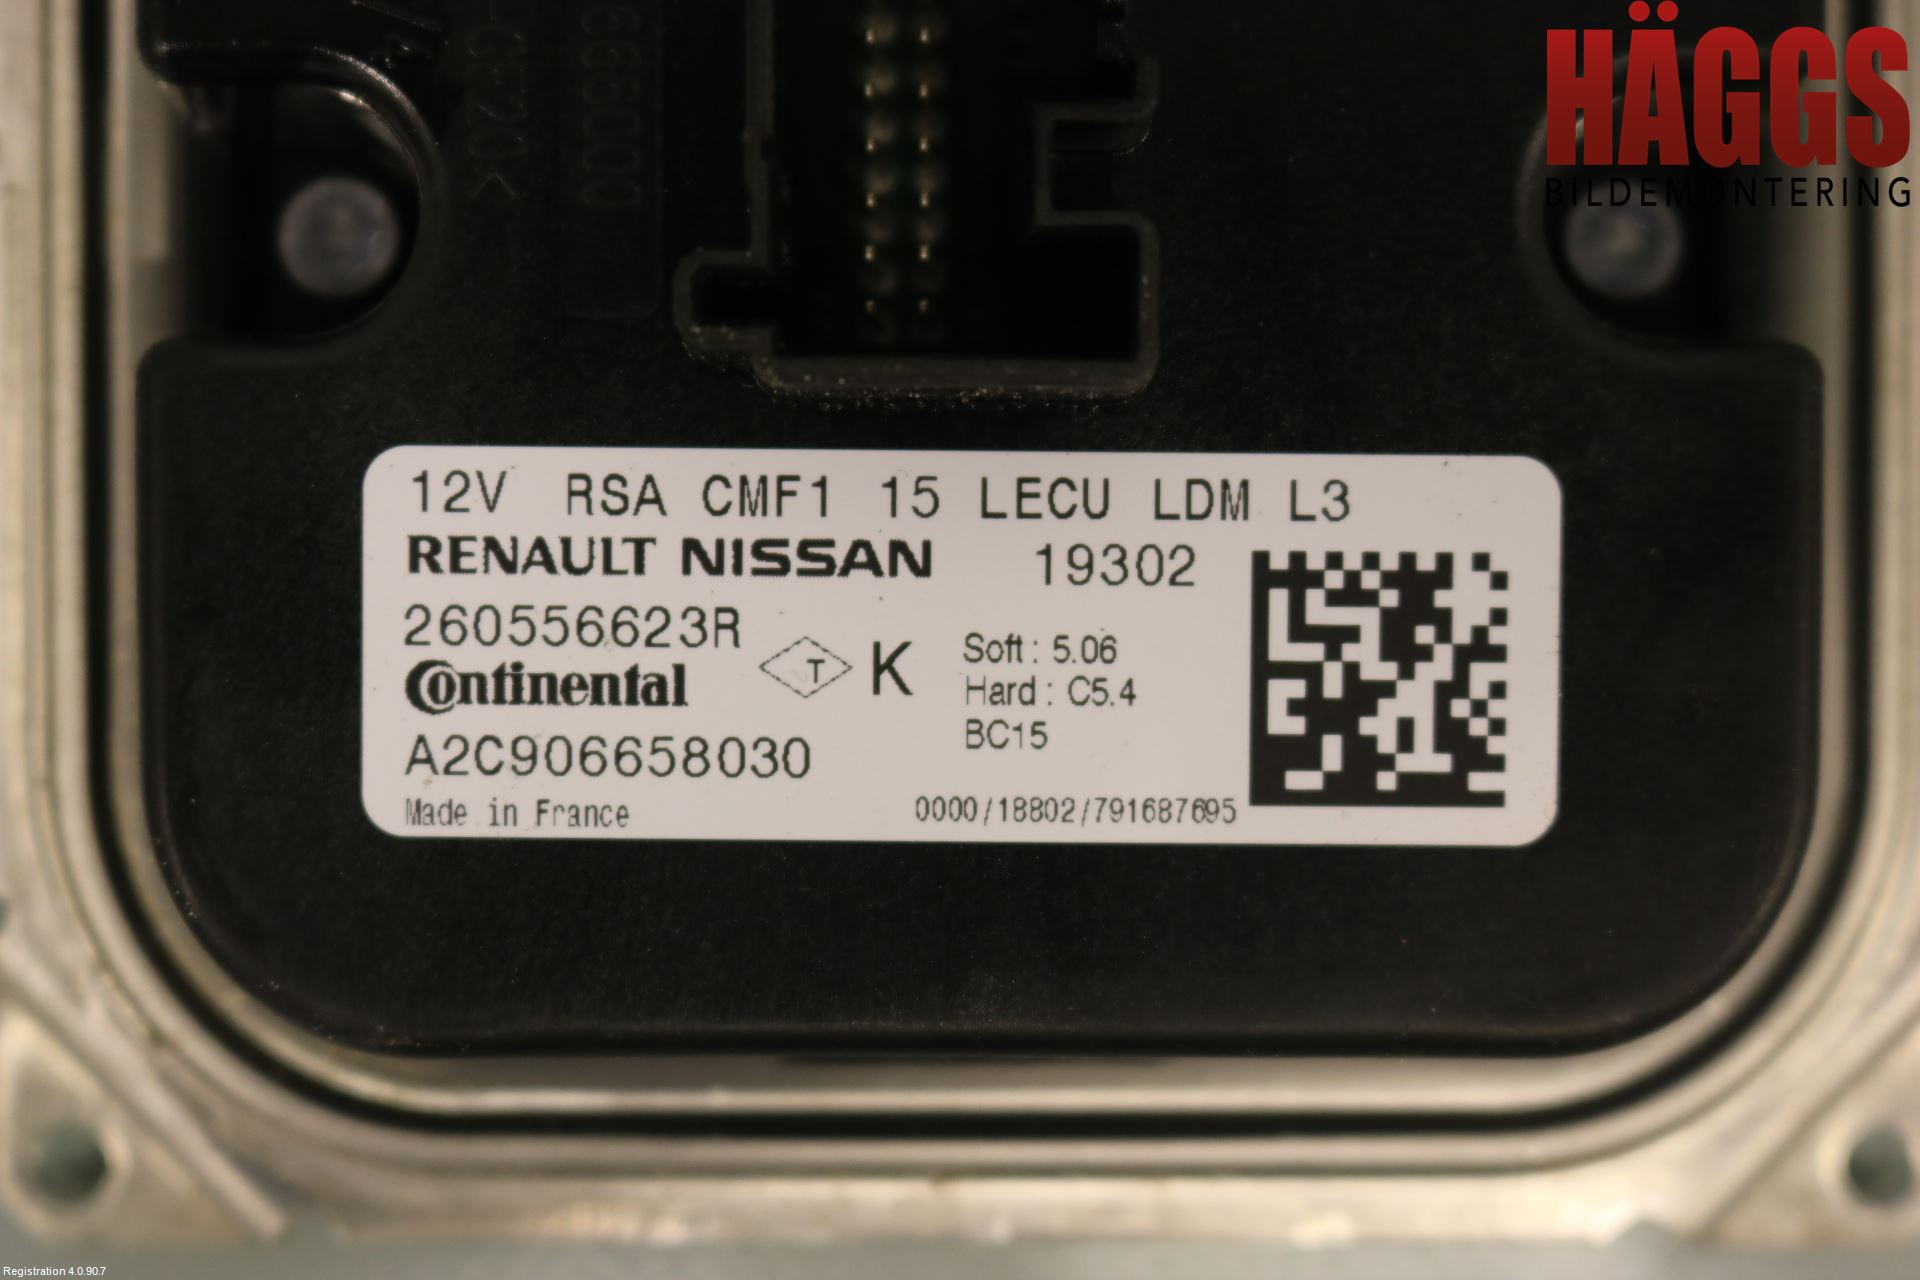 HÄGGS
BILDEMONTERING
-GF20<
12V RSA CMF1 15 LECU LDM L3
RENAULT NISSAN 19302
260556623R
Continental T K
Soft : 5.06
Hard : C5.4
BC15
A2C906658030
Made in France 0000/18802/791687695
Registration 4.0.90.7